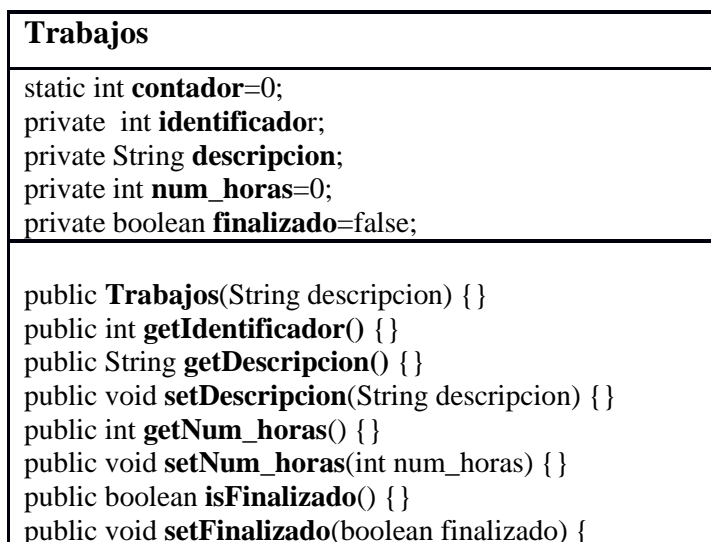 Trabajos
static int contador=0;
private int identificador;
private String descripcion;
private int num_horas=0;
private boolean finalizado=false;
public Trabajos(String descripcion) {}
public int getIdentificador() {}
public String getDescripcion() {}
public void setDescripcion(String descripcion) {}
public int getNum_horas() {}
public void setNum_horas(int num_horas) {}
public boolean isFinalizado() {}
public void setFinalizado(boolean finalizado) {